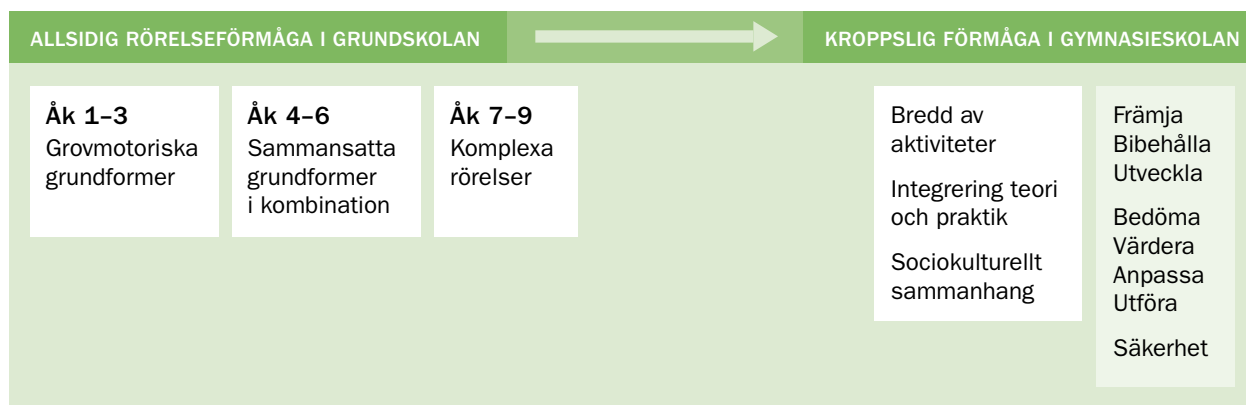 ALLSIDIG RÖRELSEFÖRMÅGA I GRUNDSKOLAN
KROPPSLIG FÖRMÅGA I GYMNASIESKOLAN
Åk 1–3
Grovmotoriska
grundformer
Åk 4–6
Sammansatta
grundformer
i kombination
Åk 7–9
Komplexa
rörelser
Bredd av
aktiviteter
Integrering teori
och praktik
Sociokulturellt
sammanhang
Främja
Bibehålla
Utveckla
Bedöma
Värdera
Anpassa
Utföra
Säkerhet